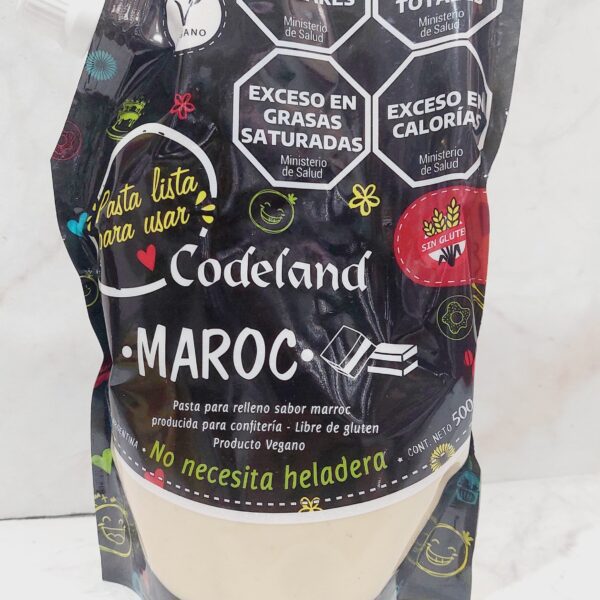 Ministerio
de Salud
TOTALES
Ministerio
de Salud
EXCESO EN
GRASAS
SATURADAS
Ministerio
de Salud
EXCESO EN
CALORÍAS
Ministerio
de Salud
Pasta lista
para usar
SIN GLUTEN
Codeland
·MAROC·
Pasta para relleno sabor marroc
producida para confitería - Libre de gluten
Producto Vegano
CONT. NETO 500
No necesita heladera